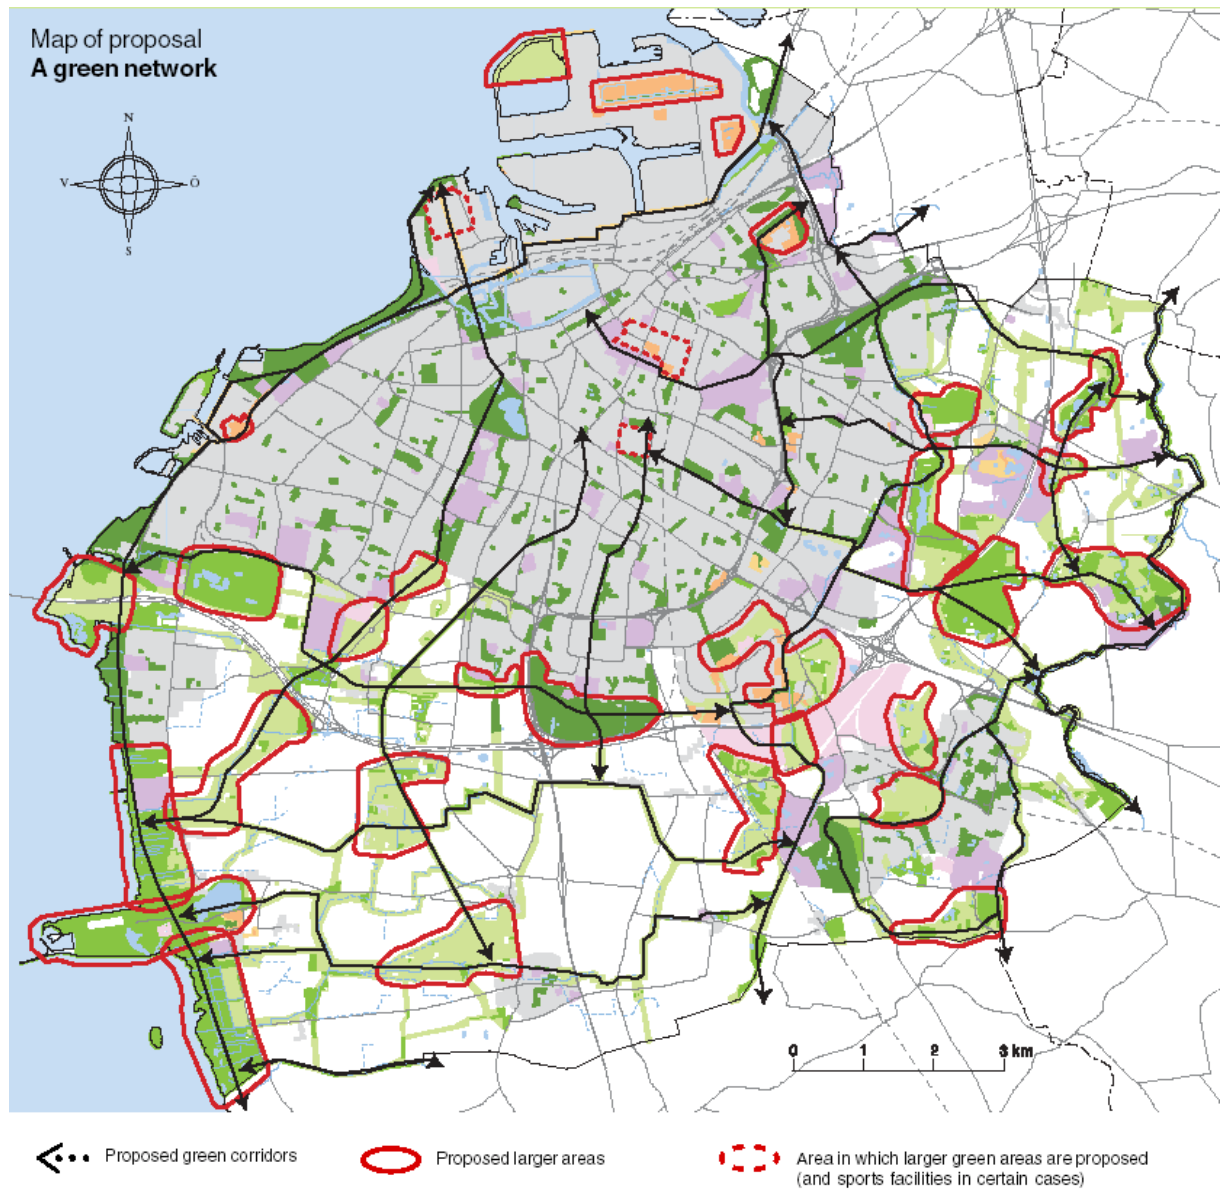 Map of proposal
A green network
N
V
Ö
S
0 1 2 3 km
Proposed green corridors
Proposed larger areas
Area in which larger green areas are proposed
(and sports facilities in certain cases)